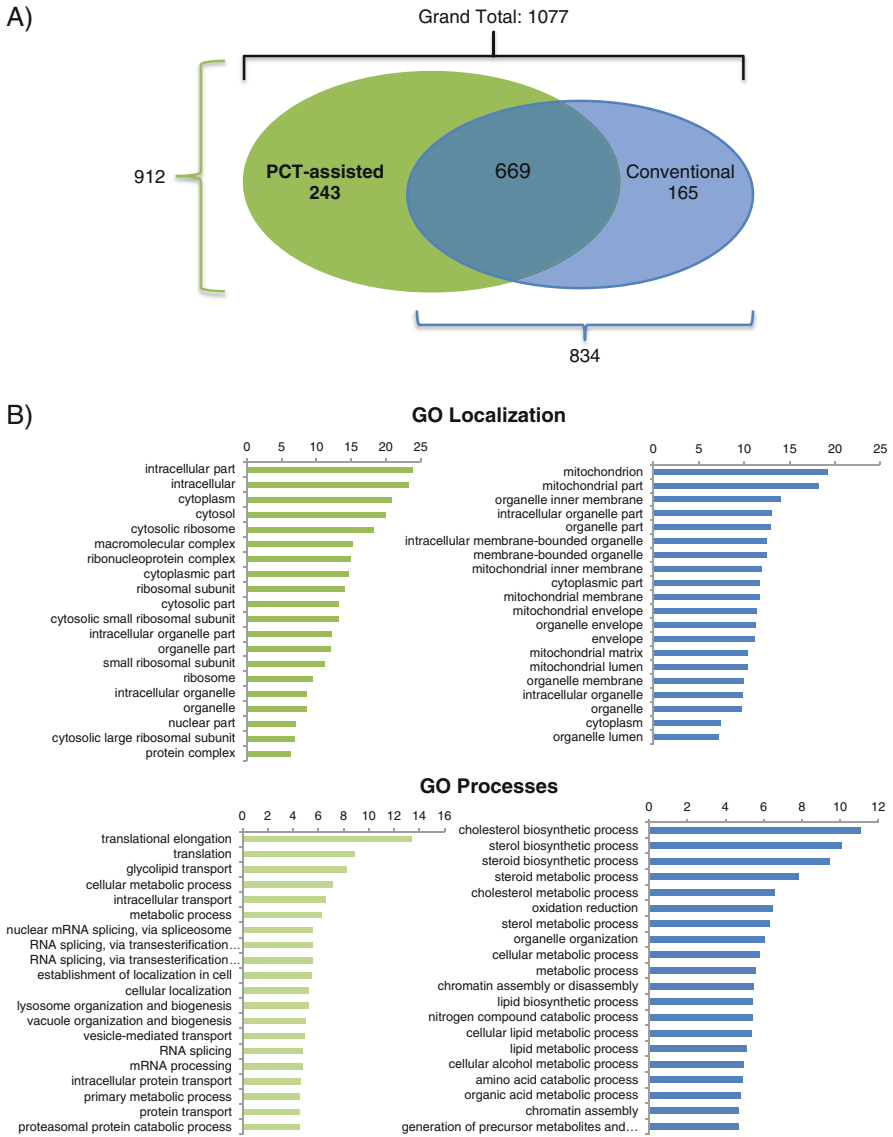 A)
Grand Total: 1077
912
PCT-assisted
243
669
Conventional
165
834
B)
GO Localization
0 5 10 15 20 25
intracellular part
intracellular
cytoplasm
cytosol
cytosolic ribosome
macromolecular complex
ribonucleoprotein complex
cytoplasmic part
ribosomal subunit
cytosolic part
cytosolic small ribosomal subunit
intracellular organelle part
organelle part
small ribosomal subunit
ribosome
intracellular organelle
organelle
nuclear part
cytosolic large ribosomal subunit
protein complex
0 5 10 15 20 25
mitochondrion
mitochondrial part
organelle inner membrane
intracellular organelle part
organelle part
intracellular membrane-bounded organelle
membrane-bounded organelle
mitochondrial inner membrane
cytoplasmic part
mitochondrial membrane
mitochondrial envelope
organelle envelope
envelope
mitochondrial matrix
mitochondrial lumen
organelle membrane
intracellular organelle
organelle
cytoplasm
organelle lumen
GO Processes
0 2 4 6 8 10 12 14 16
translational elongation
translation
glycolipid transport
cellular metabolic process
intracellular transport
metabolic process
nuclear mRNA splicing, via spliceosome
RNA splicing, via transesterification…
RNA splicing, via transesterification…
establishment of localization in cell
cellular localization
lysosome organization and biogenesis
vacuole organization and biogenesis
vesicle-mediated transport
RNA splicing
mRNA processing
intracellular protein transport
primary metabolic process
protein transport
proteasomal protein catabolic process
0 2 4 6 8 10 12
cholesterol biosynthetic process
sterol biosynthetic process
steroid biosynthetic process
steroid metabolic process
cholesterol metabolic process
oxidation reduction
sterol metabolic process
organelle organization
cellular metabolic process
metabolic process
chromatin assembly or disassembly
lipid biosynthetic process
nitrogen compound catabolic process
cellular lipid metabolic process
lipid metabolic process
cellular alcohol metabolic process
amino acid catabolic process
organic acid metabolic process
chromatin assembly
generation of precursor metabolites and…